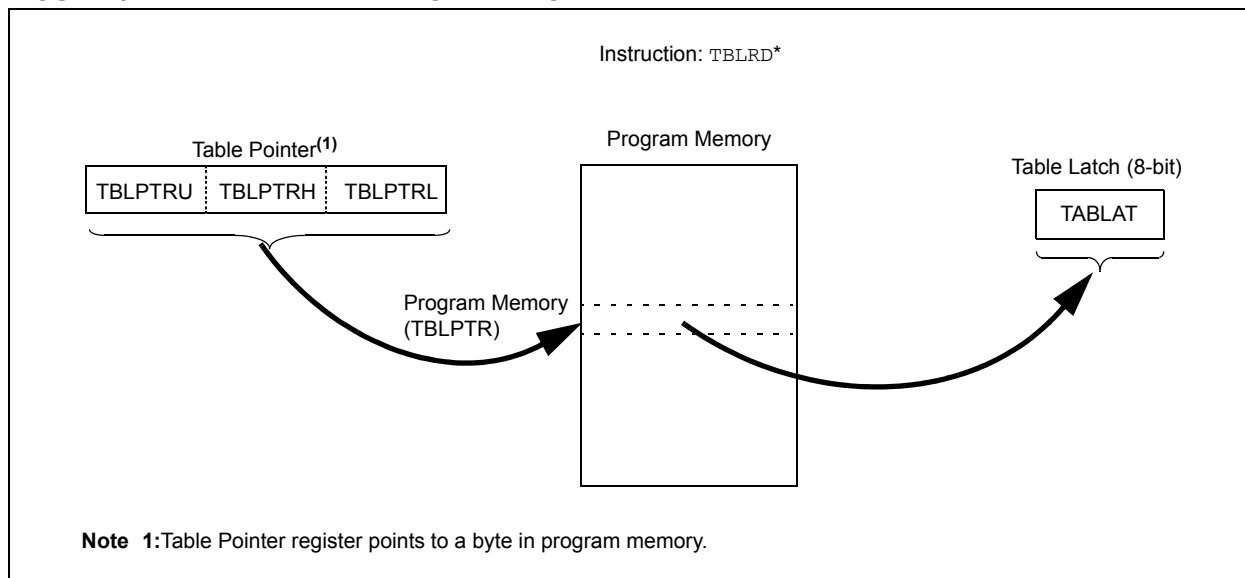 Instruction: TBLRD*
Table Pointer(1)
TBLPTRU TBLPTRH TBLPTRL
Program Memory
Table Latch (8-bit)
TABLAT
Program Memory
(TBLPTR)
Note 1:Table Pointer register points to a byte in program memory.